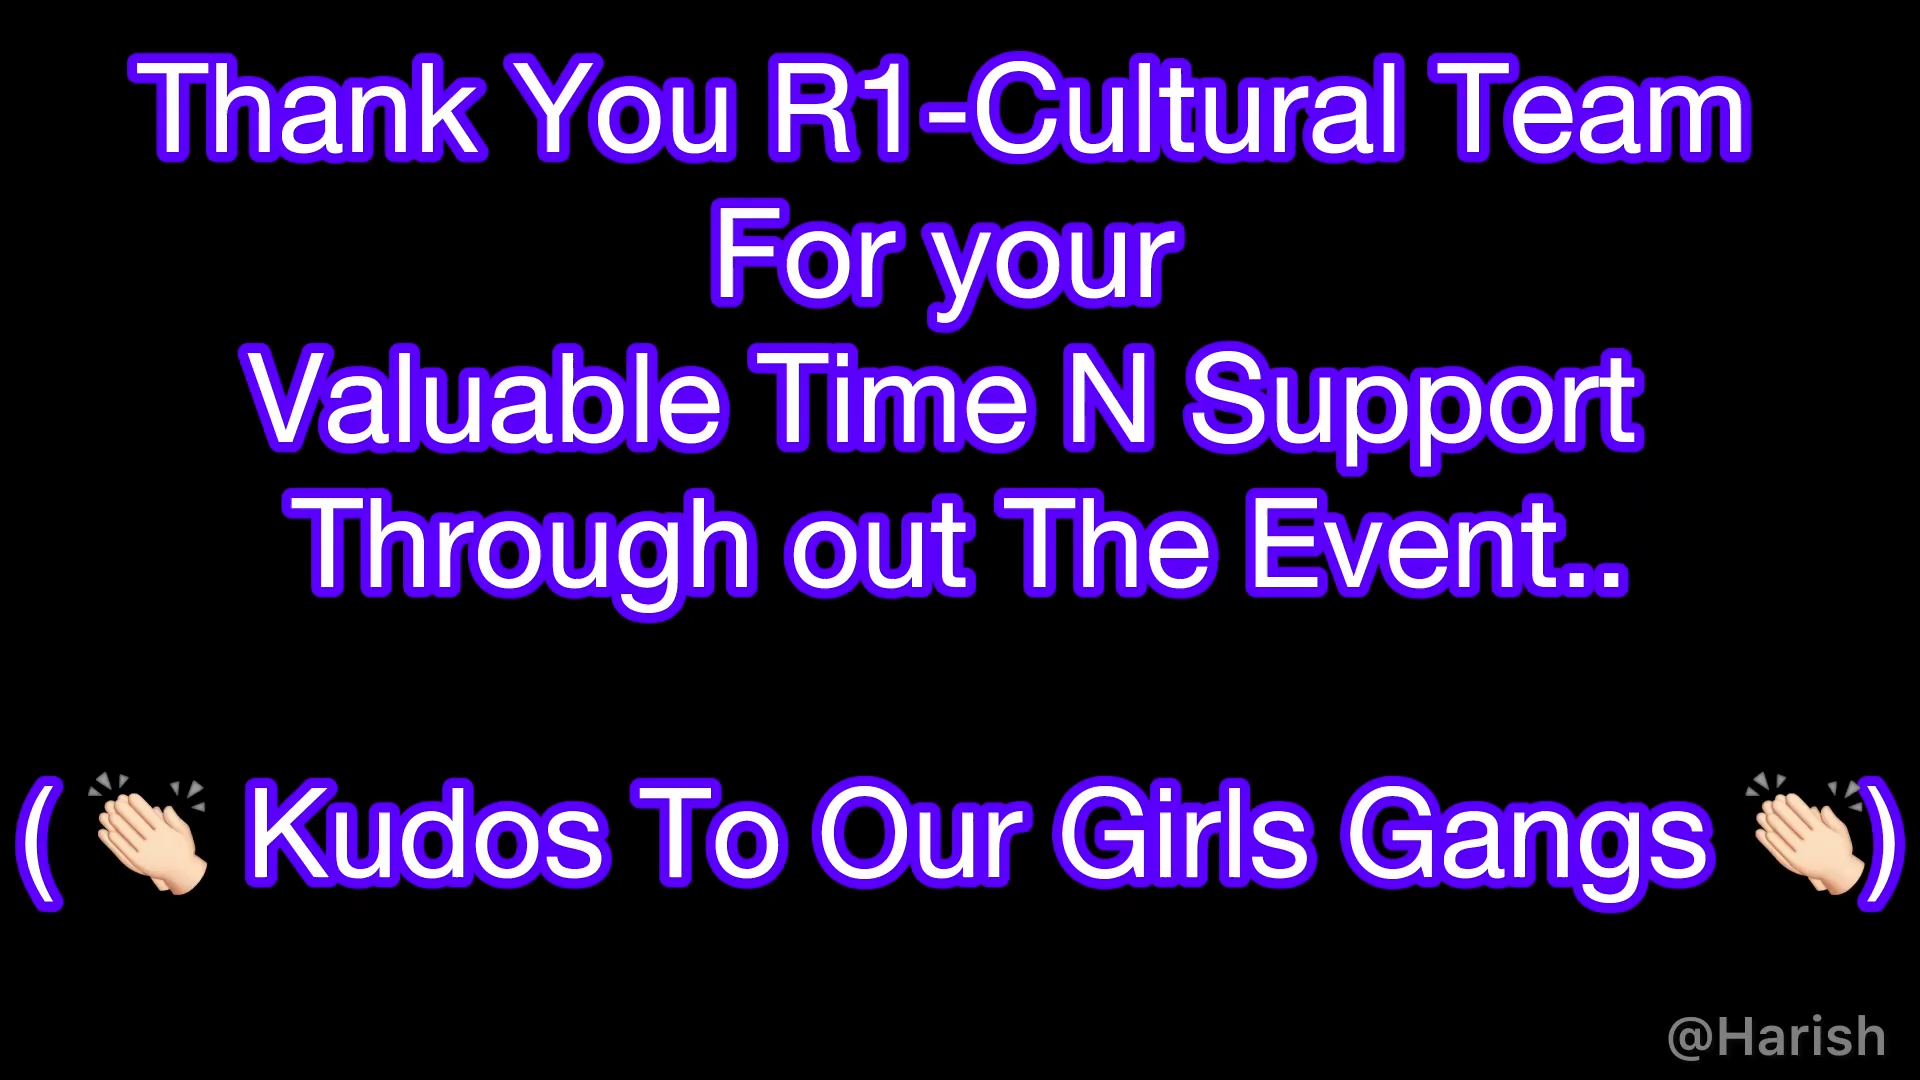 Thank You R1-Cultural Team
For your
Valuable Time N Support
Through out The Event..
( 👏🏻 Kudos To Our Girls Gangs 👏🏻)
@Harish